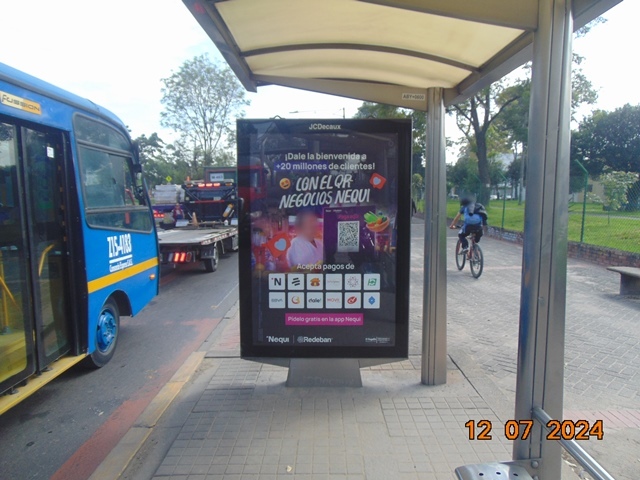 JCDecaux
¡Dale la bienvenida a
+20 millones de clientes!
CON EL QR
NEGOCIOS NEQUI
Acepta pagos de
Pídelo gratis en la app Nequi
Nequi
Redeban
Z15-4183
12 07 2024